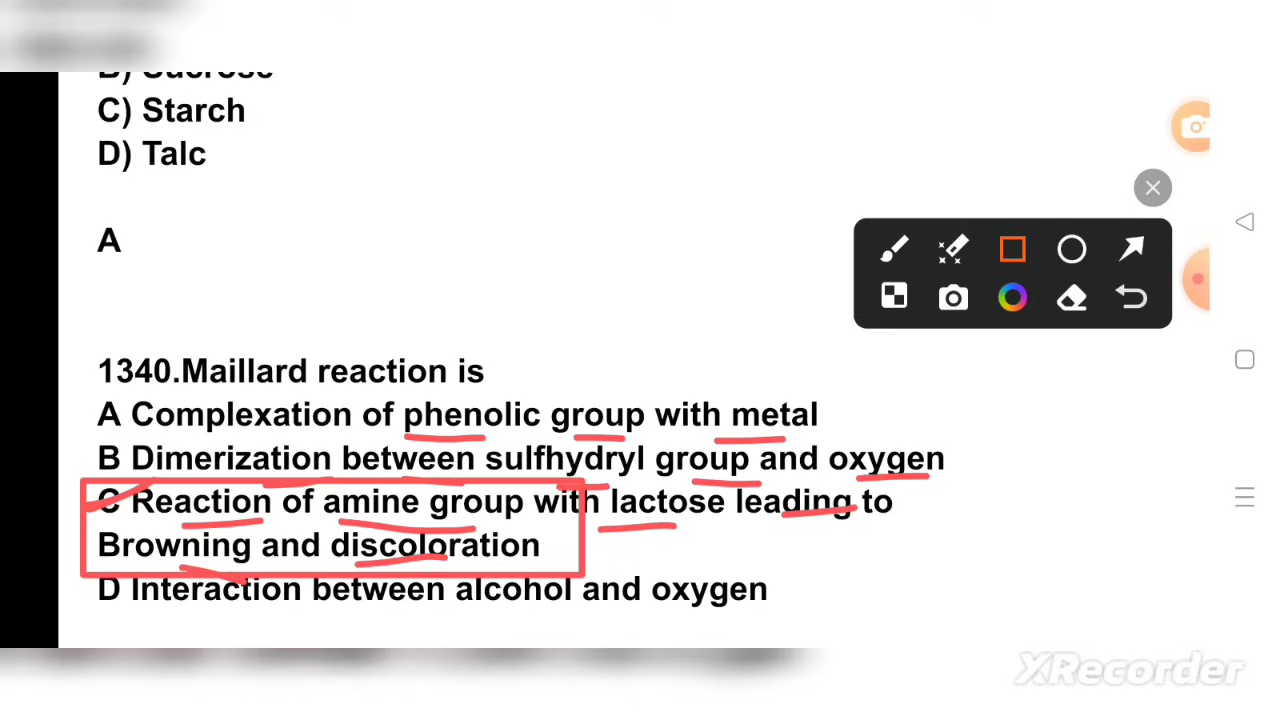 B) Sucrose
C) Starch
D) Talc
A
1340.Maillard reaction is
A Complexation of phenolic group with metal
B Dimerization between sulfhydryl group and oxygen
C Reaction of amine group with lactose leading to
Browning and discoloration
D Interaction between alcohol and oxygen
XRecorder